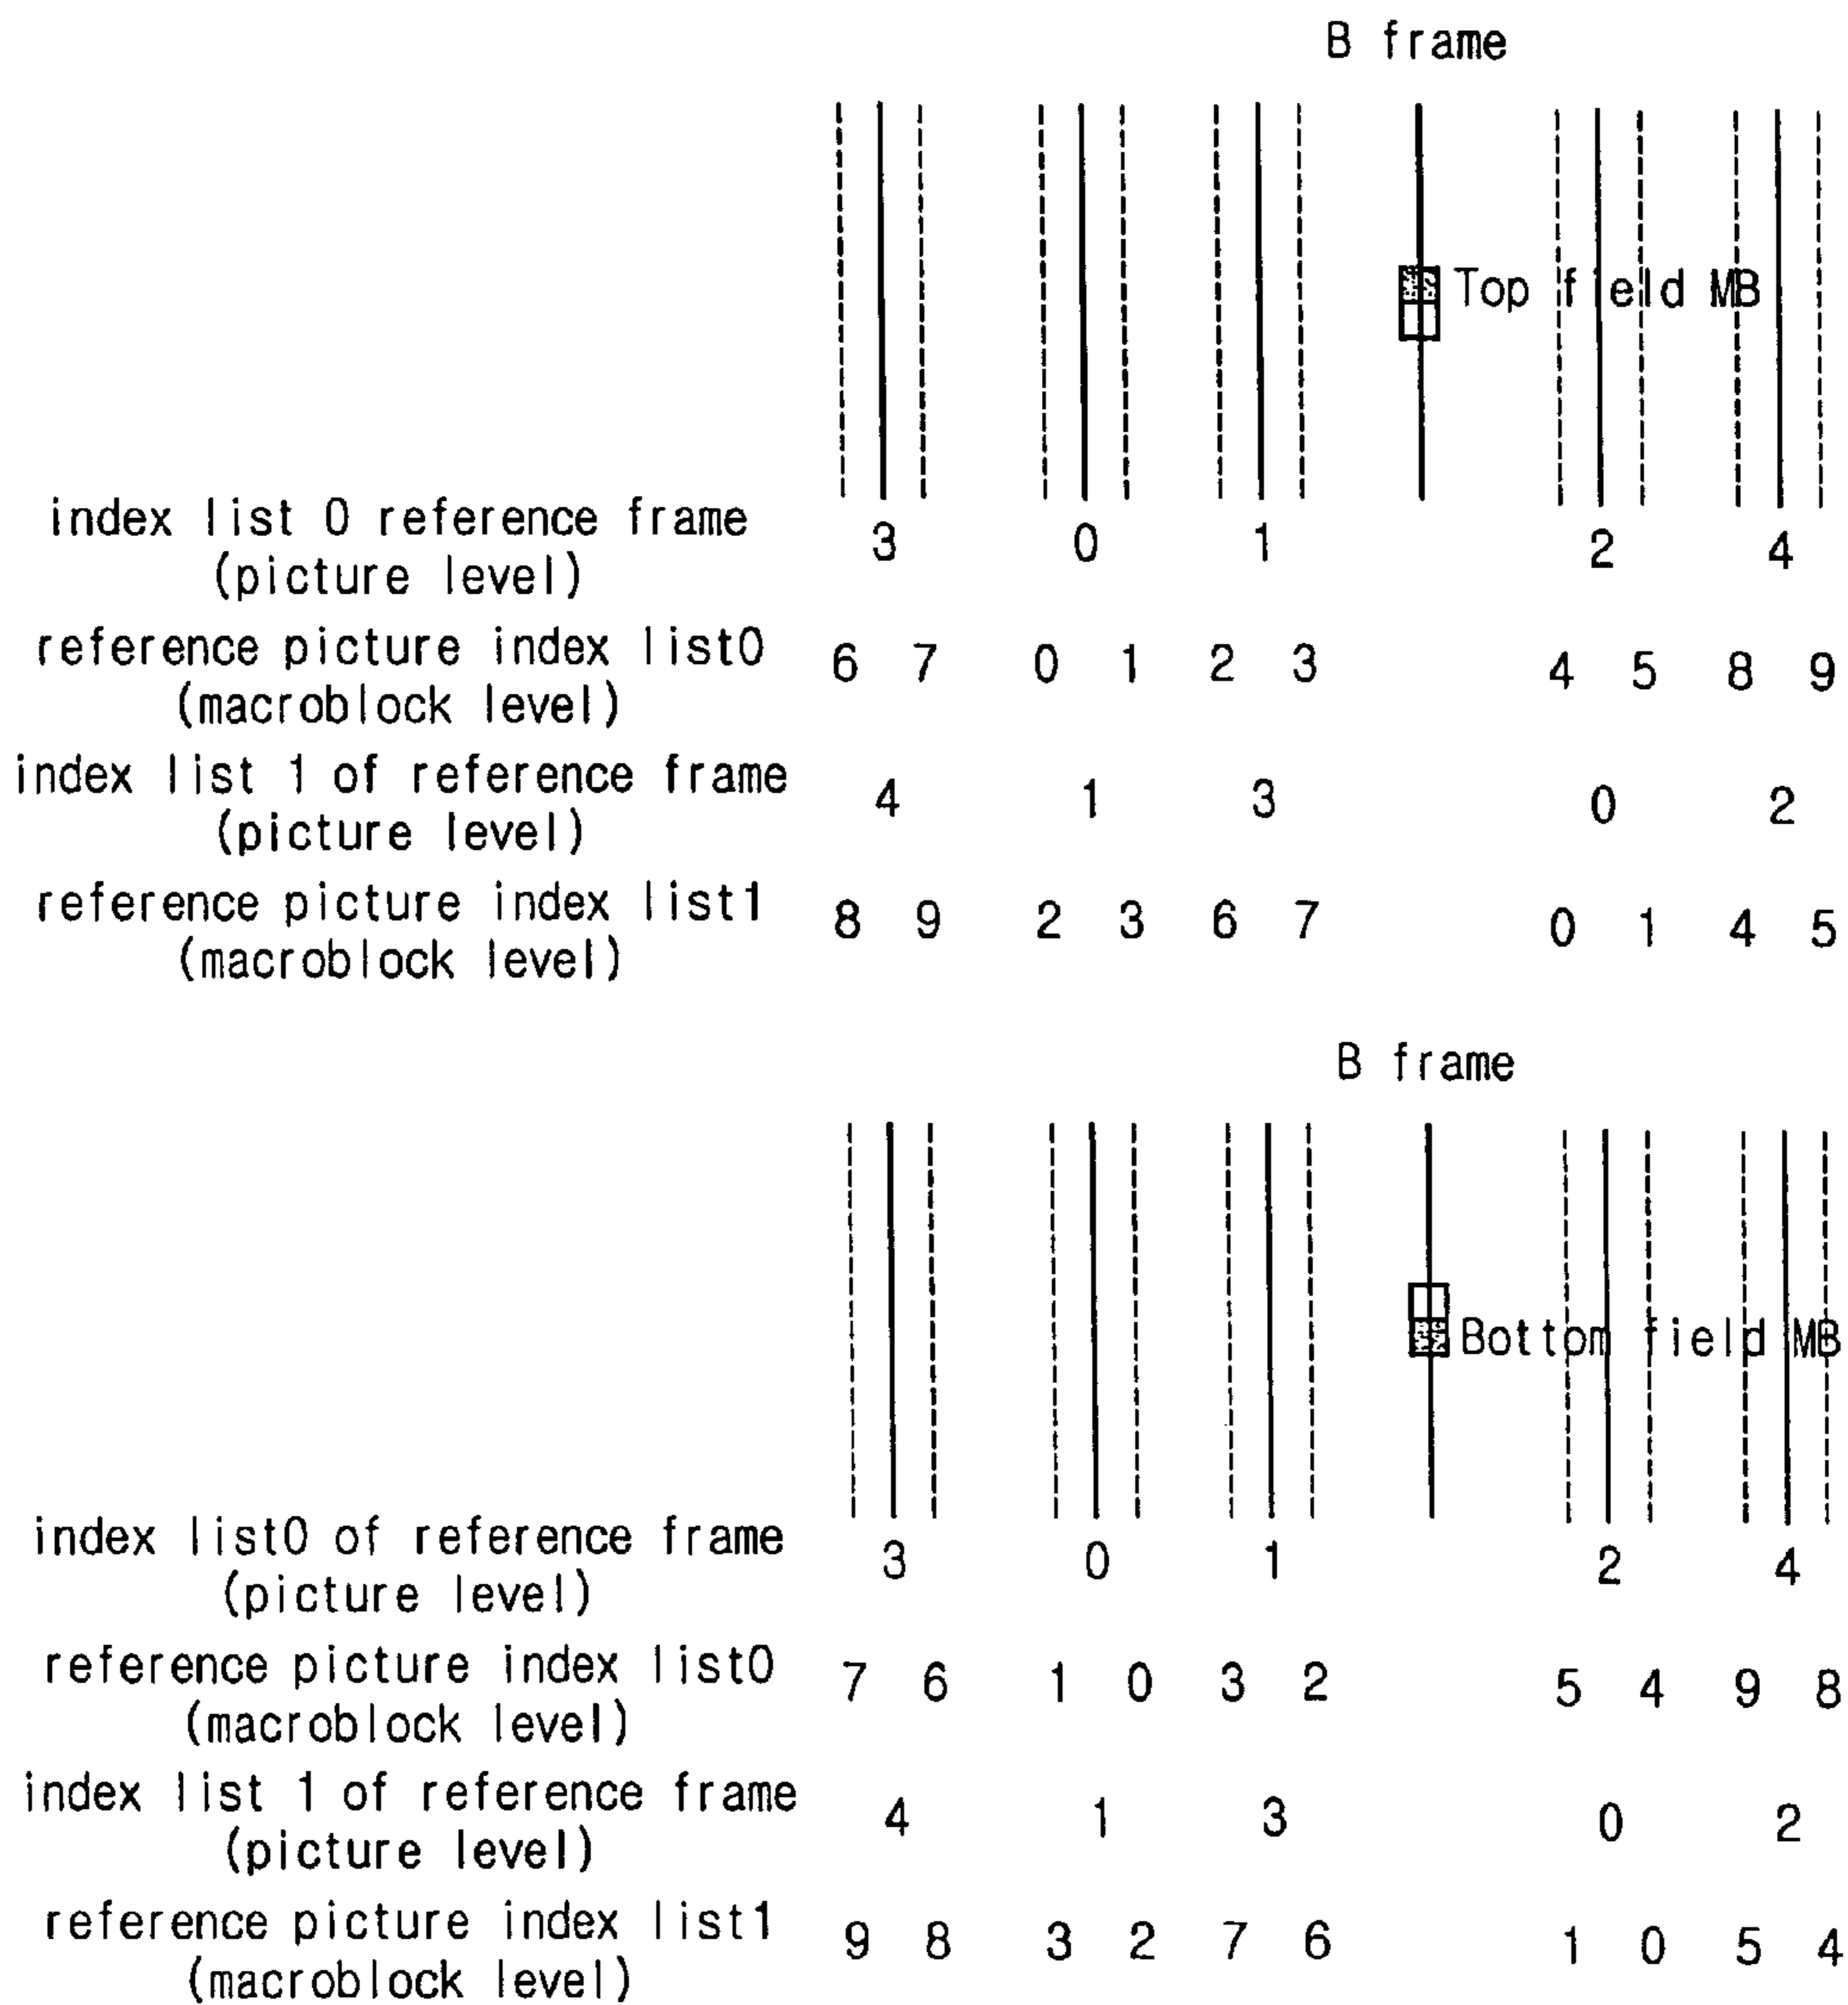 B frame
Top field MB
index list 0 reference frame
(picture level)
3 0 1 2 4
reference picture index list0
(macroblock level)
6 7 0 1 2 3 4 5 8 9
index list 1 of reference frame
(picture level)
4 1 3 0 2
reference picture index list1
(macroblock level)
8 9 2 3 6 7 0 1 4 5
B frame
Bottom field MB
index list0 of reference frame
(picture level)
3 0 1 2 4
reference picture index list0
(macroblock level)
7 6 1 0 3 2 5 4 9 8
index list 1 of reference frame
(picture level)
4 1 3 0 2
reference picture index list1
(macroblock level)
9 8 3 2 7 6 1 0 5 4